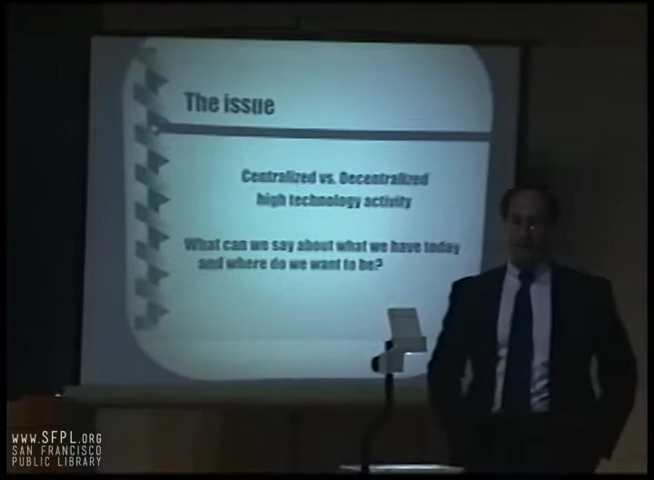 The issue
Centralized vs. Decentralized
high technology activity
What can we say about what we have today
and where do we want to be?
WWW.SFPL.ORG
SAN FRANCISCO
PUBLIC LIBRARY